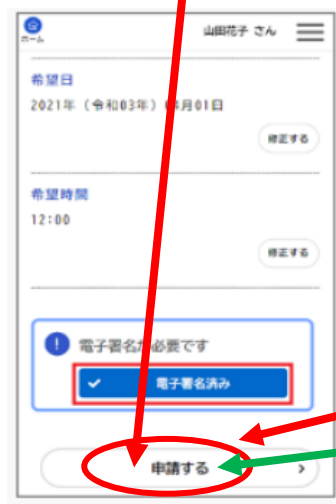 ホーム
山田花子 さん
希望日
2021年（令和03年）04月01日
修正する
希望時間
12:00
修正する
電子署名が必要です
電子署名済み
申請する